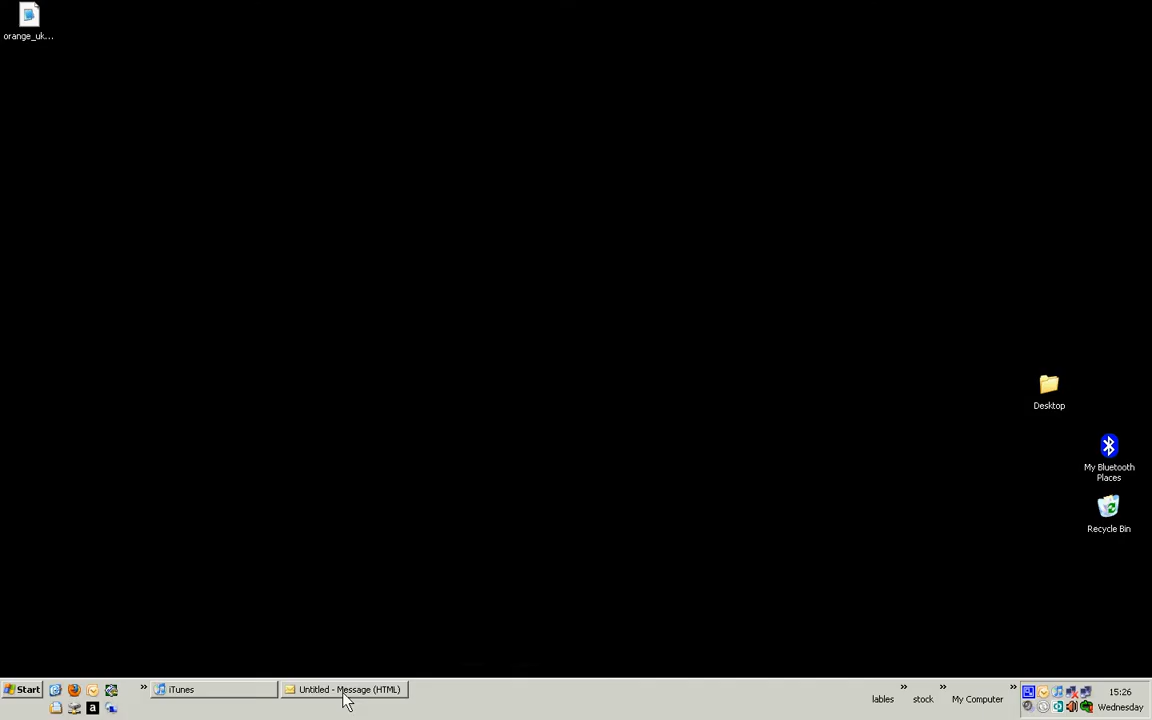 orange_uk...
Desktop
My Bluetooth
Places
Recycle Bin
Start
iTunes
Untitled - Message (HTML)
lables
stock
My Computer
15:26
Wednesday